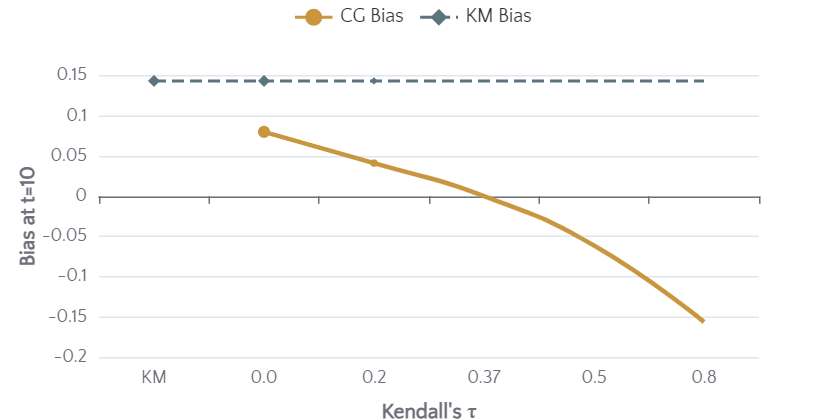 CG Bias KM Bias
0.15
0.1
0.05
0
-0.05
-0.1
-0.15
-0.2
Bias at t=10
KM 0.0 0.2 0.37 0.5 0.8
Kendall's τ